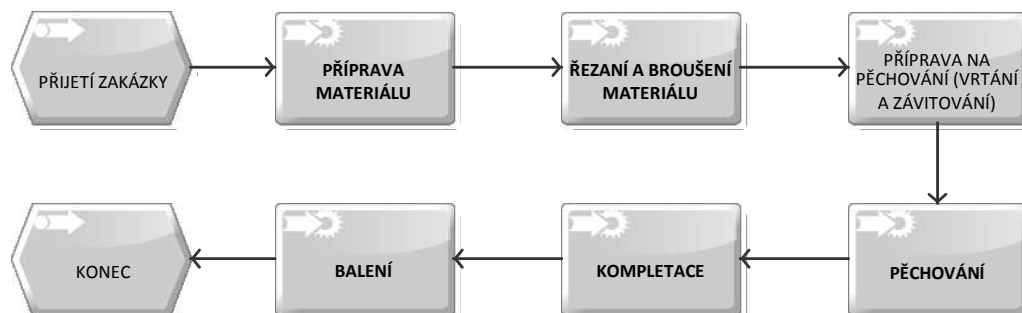 PŘIJETÍ ZAKÁZKY
PŘÍPRAVA
MATERIÁLU
ŘEZANÍ A BROUŠENÍ
MATERIÁLU
PŘÍPRAVA NA
PĚCHOVÁNÍ (VRTÁNÍ
A ZÁVITOVÁNÍ)
PĚCHOVÁNÍ
KOMPLETACE
BALENÍ
KONEC